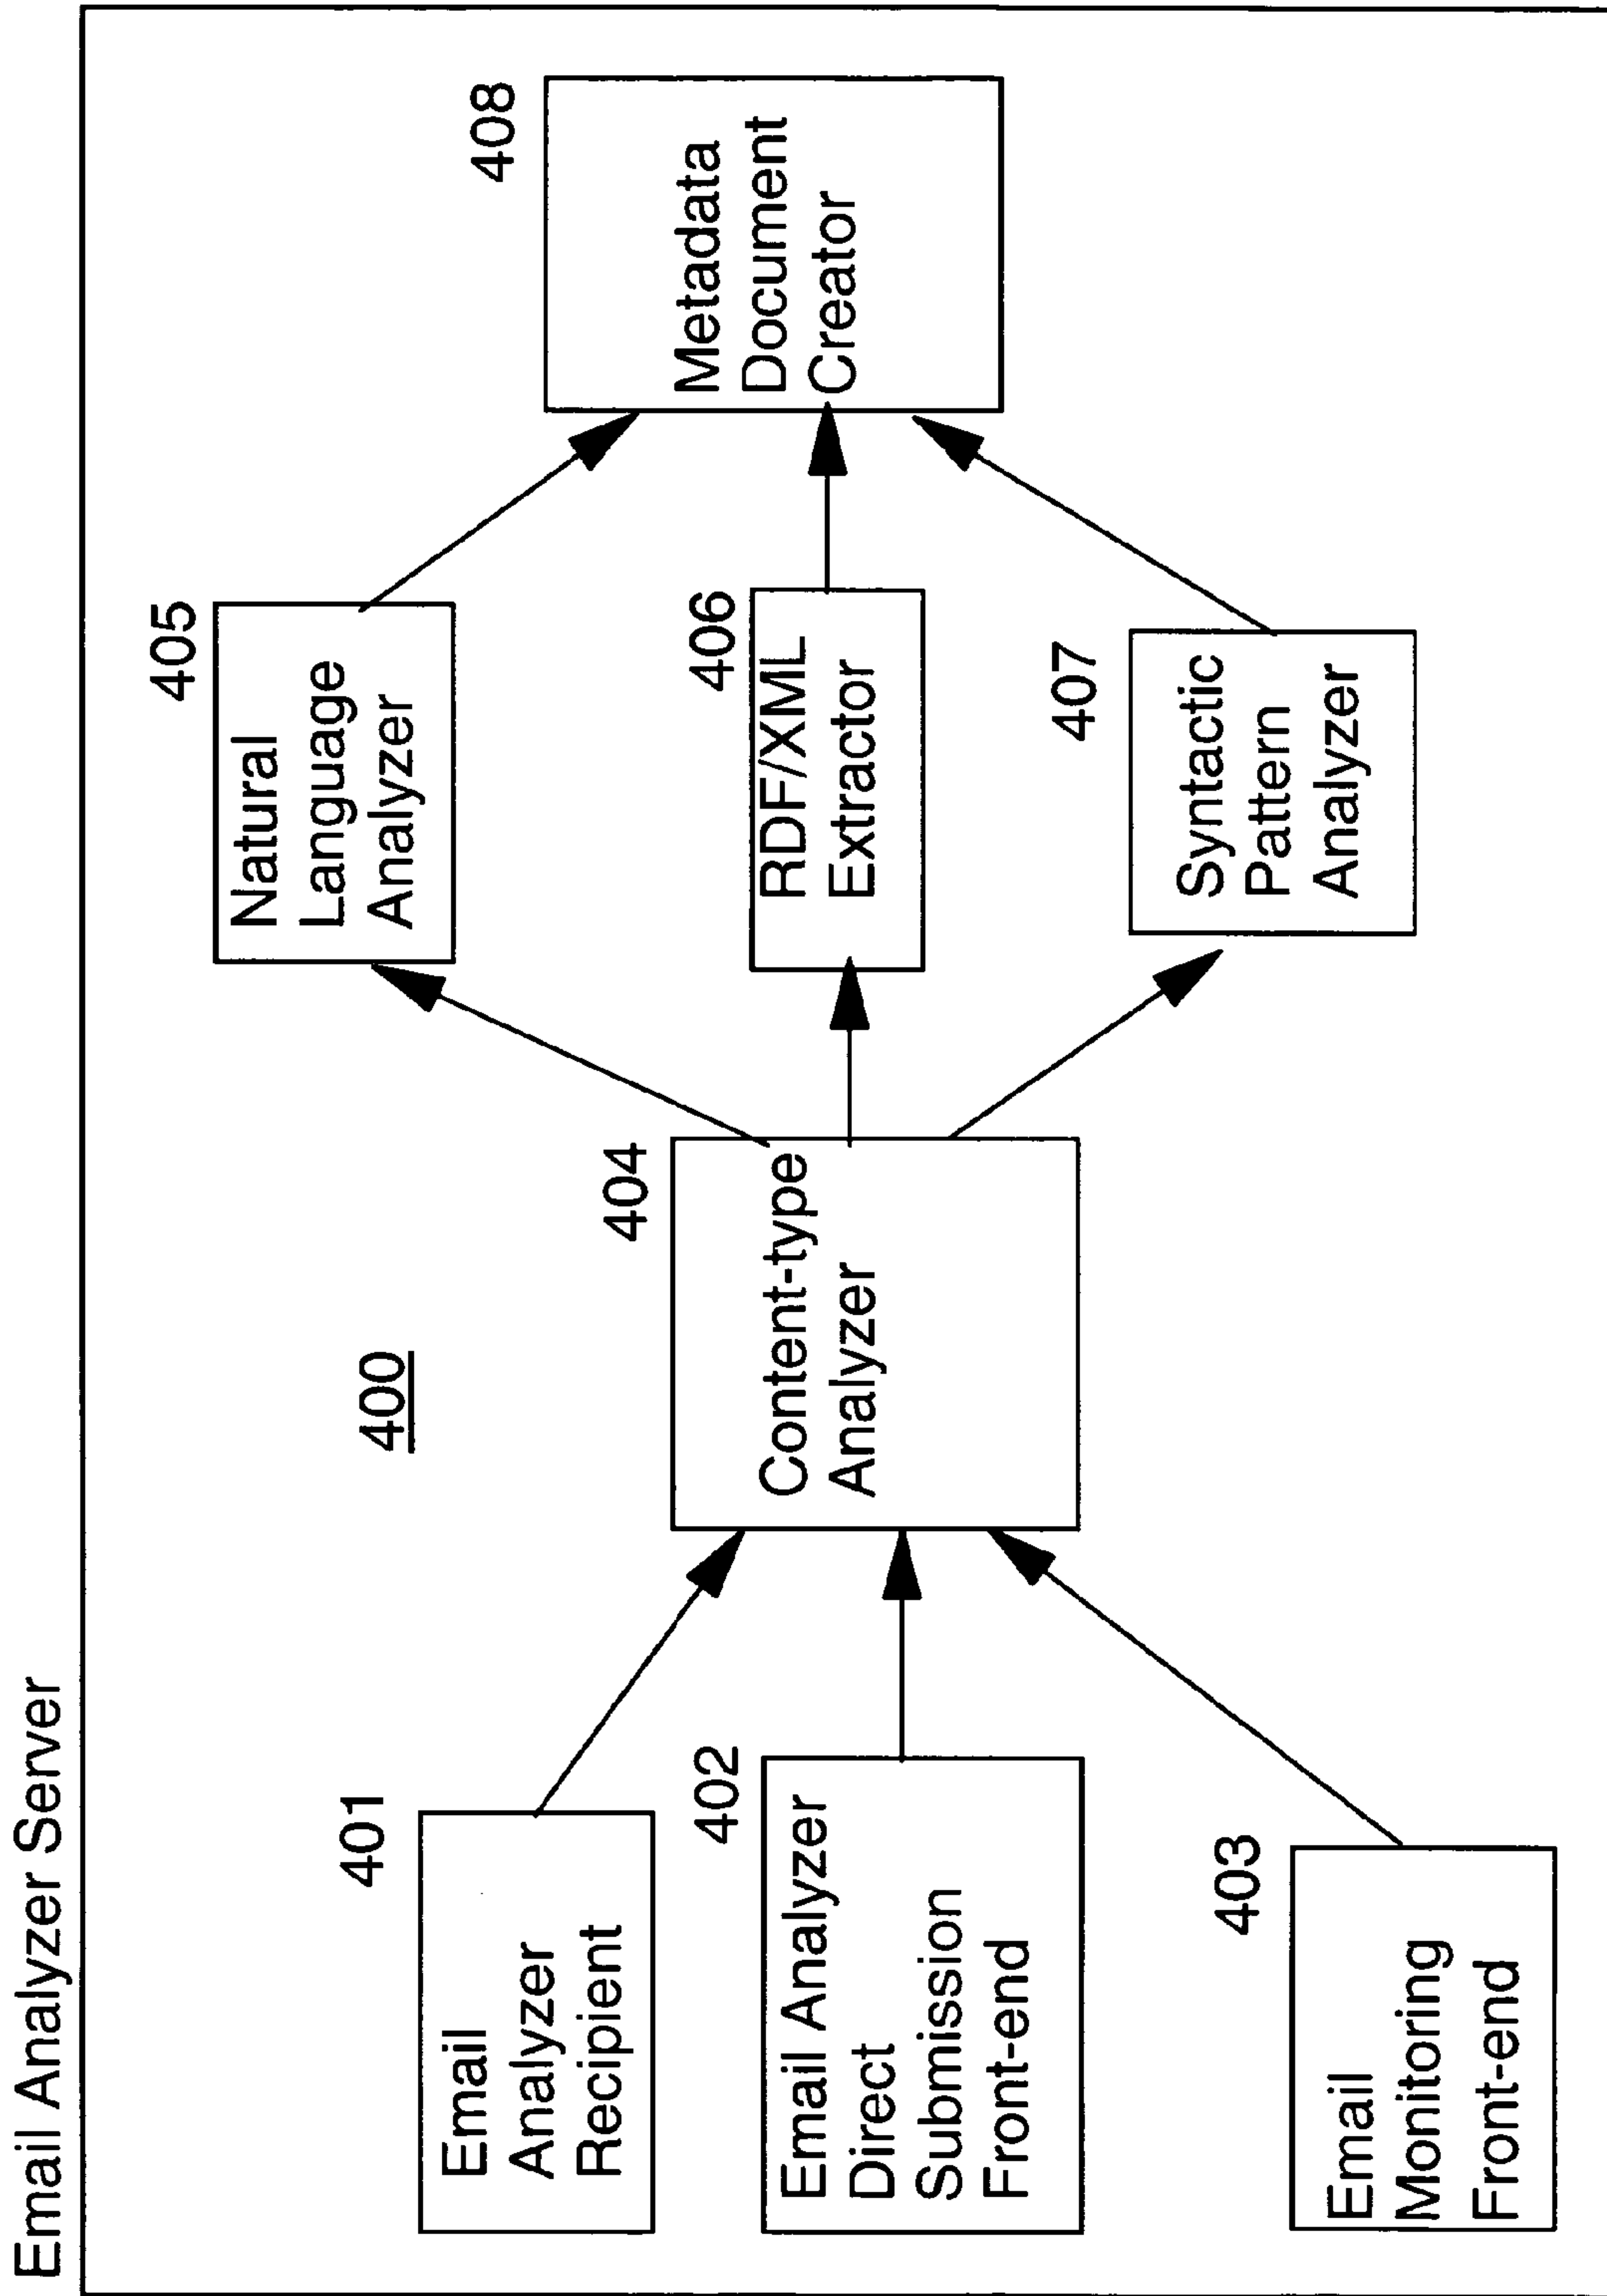 Email Analyzer Server
400
401
Email
Analyzer
Recipient
402
Email Analyzer
Direct
Submission
Front-end
403
Email
Monitoring
Front-end
404
Content-type
Analyzer
405
Natural
Language
Analyzer
406
RDF/XML
Extractor
407
Syntactic
Pattern
Analyzer
408
Metadata
Document
Creator